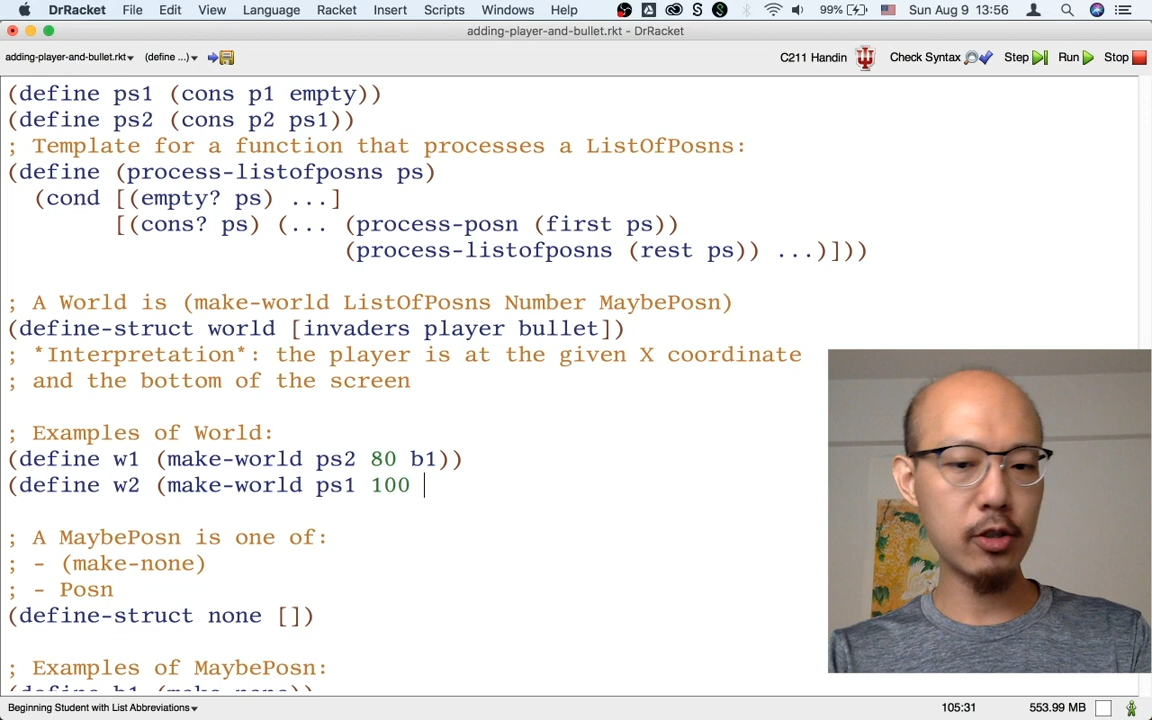 DrRacket File Edit View Language Racket Insert Scripts Windows Help 99% Sun Aug 9 13:56
adding-player-and-bullet.rkt - DrRacket
adding-player-and-bullet.rkt▾ (define ...)▾ C211 Handin Check Syntax Step Run Stop
(define ps1 (cons p1 empty))
(define ps2 (cons p2 ps1))
; Template for a function that processes a ListOfPosns:
(define (process-listofposns ps)
(cond [(empty? ps) ...]
[(cons? ps) (... (process-posn (first ps))
(process-listofposns (rest ps)) ...)]))
; A World is (make-world ListOfPosns Number MaybePosn)
(define-struct world [invaders player bullet])
; *Interpretation*: the player is at the given X coordinate
; and the bottom of the screen
; Examples of World:
(define w1 (make-world ps2 80 b1))
(define w2 (make-world ps1 100
; A MaybePosn is one of:
; - (make-none)
; - Posn
(define-struct none [])
; Examples of MaybePosn:
(define b1 (make-none))
Beginning Student with List Abbreviations▾ 105:31 553.99 MB